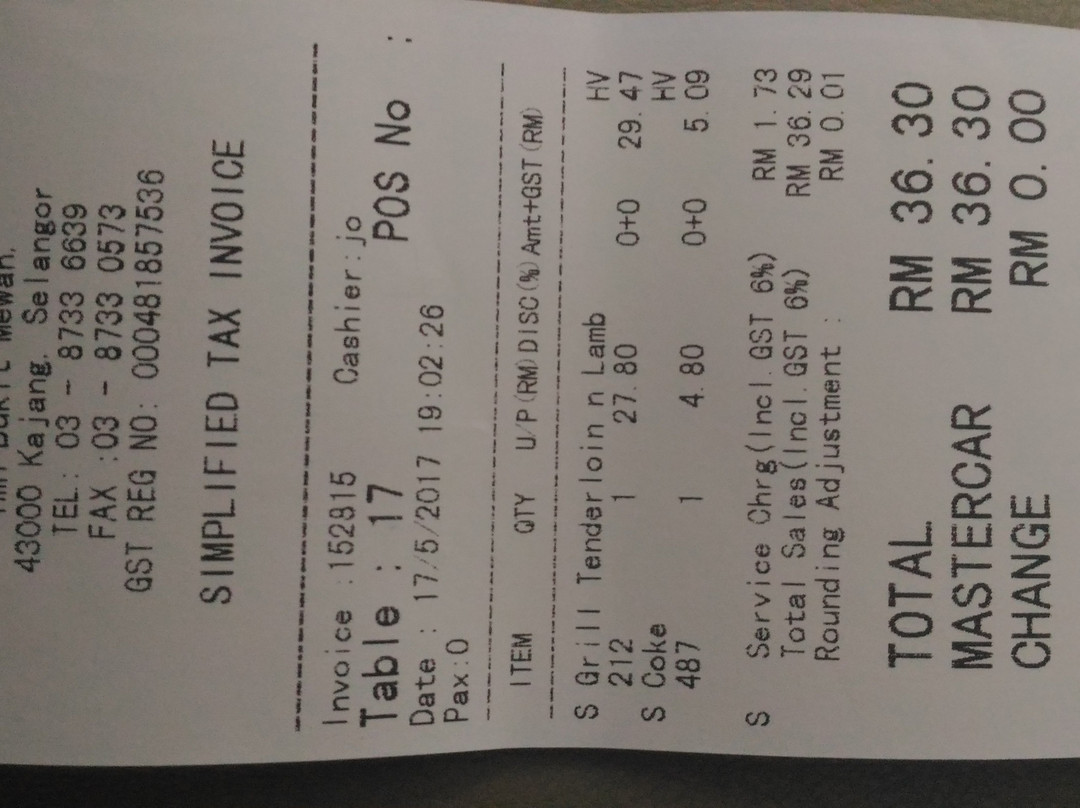 43000 Kajang, Selangor
TEL: 03 - 8733 6639
FAX :03 - 8733 0573
GST REG NO: 000481857536
SIMPLIFIED TAX INVOICE
Invoice :152815 Cashier:jo
Table : 17 POS No :
Date : 17/5/2017 19:02:26
Pax:0
ITEM QTY U/P(RM) DISC(%) Amt+GST(RM)
S Grill Tenderloin n Lamb HV
212 1 27.80 0+0 29.47
S Coke HV
487 1 4.80 0+0 5.09
S Service Chrg(Incl.GST 6%) RM 1.73
Total Sales(Incl.GST 6%) RM 36.29
Rounding Adjustment : RM 0.01
TOTAL RM 36.30
MASTERCAR RM 36.30
CHANGE RM 0.00